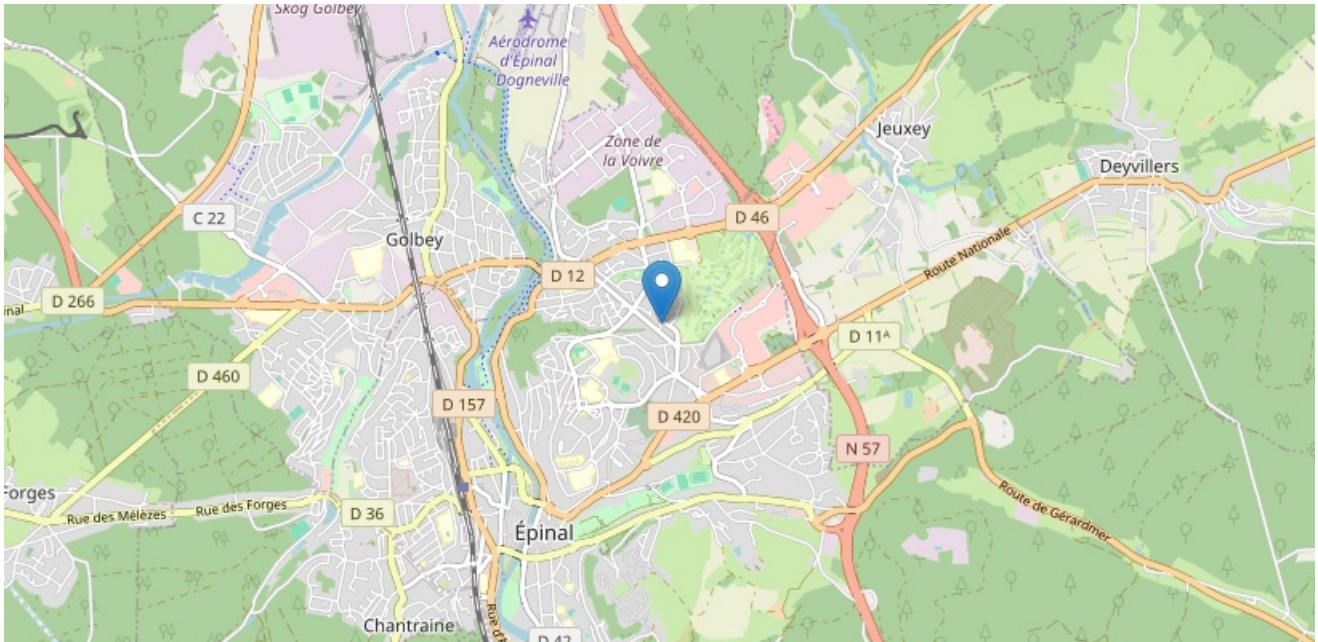 Skog Golbey
Aérodrome
d'Épinal
Dogneville
Zone de
la Voivre
Jeuxey
Deyvillers
C 22
D 46
Golbey
Route Nationale
D 12
D 266
D 11ᴬ
D 460
D 157
D 420
N 57
Forges
Rue des Mélèzes
Rue des Forges
D 36
Route de Gérardmer
Épinal
Chantraine
D 42